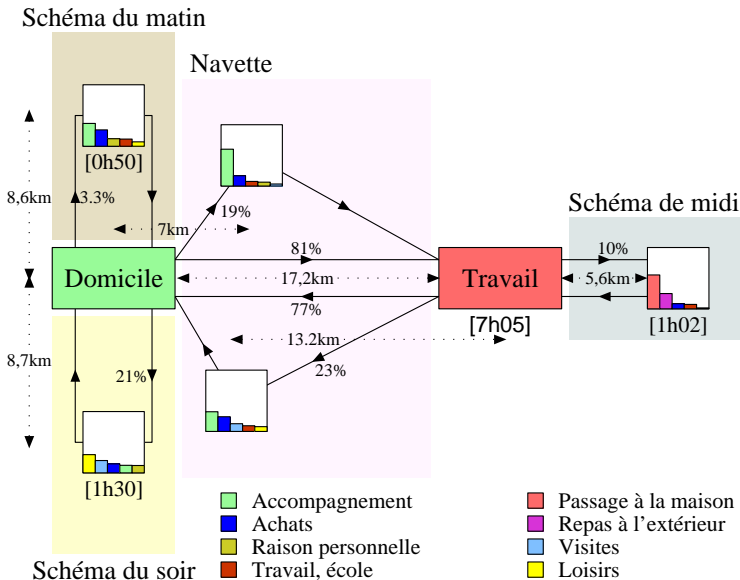 Schéma du matin
Navette
[0h50]
8,6km
3.3%
19%
7km
Schéma de midi
Domicile
81%
17,2km
77%
Travail
10%
5,6km
[7h05]
[1h02]
13.2km
23%
8,7km
21%
[1h30]
Schéma du soir
Accompagnement
Achats
Raison personnelle
Travail, école
Passage à la maison
Repas à l'extérieur
Visites
Loisirs